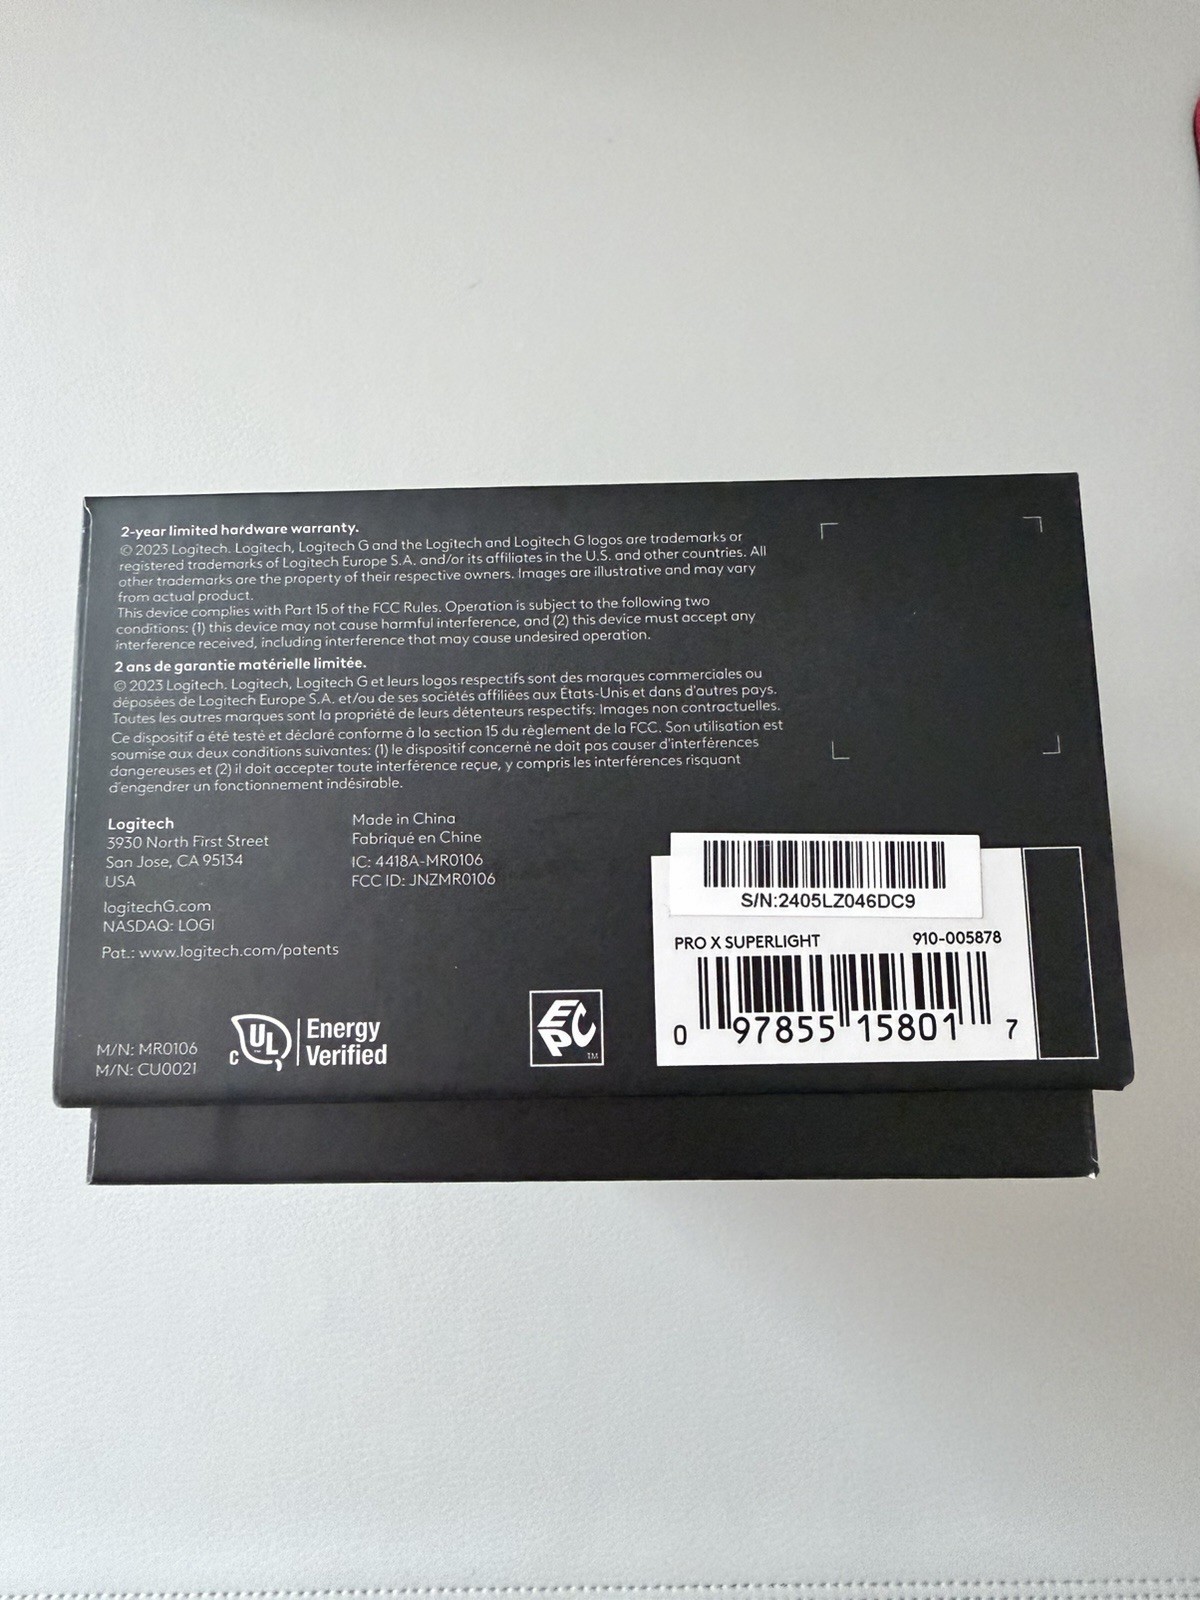 2-year limited hardware warranty.
© 2023 Logitech. Logitech, Logitech G and the Logitech and Logitech G logos are trademarks or
registered trademarks of Logitech Europe S.A. and/or its affiliates in the U.S. and other countries. All
other trademarks are the property of their respective owners. Images are illustrative and may vary
from actual product.
This device complies with Part 15 of the FCC Rules. Operation is subject to the following two
conditions: (1) this device may not cause harmful interference, and (2) this device must accept any
interference received, including interference that may cause undesired operation.
2 ans de garantie matérielle limitée.
© 2023 Logitech. Logitech, Logitech G et leurs logos respectifs sont des marques commerciales ou
déposées de Logitech Europe S.A. et/ou de ses sociétés affiliées aux États-Unis et dans d'autres pays.
Toutes les autres marques sont la propriété de leurs détenteurs respectifs. Images non contractuelles.
Ce dispositif a été testé et déclaré conforme à la section 15 du règlement de la FCC. Son utilisation est
soumise aux deux conditions suivantes: (1) le dispositif concerné ne doit pas causer d'interférences
dangereuses et (2) il doit accepter toute interférence reçue, y compris les interférences risquant
d'engendrer un fonctionnement indésirable.
Logitech
3930 North First Street
San Jose, CA 95134
USA
logitechG.com
NASDAQ: LOGI
Pat.: www.logitech.com/patents
Made in China
Fabriqué en Chine
IC: 4418A-MR0106
FCC ID: JNZMR0106
S/N:2405LZ046DC9
PRO X SUPERLIGHT 910-005878
0 97855 15801 7
M/N: MR0106
M/N: CU0021
C UL
Energy
Verified
EPC
TM